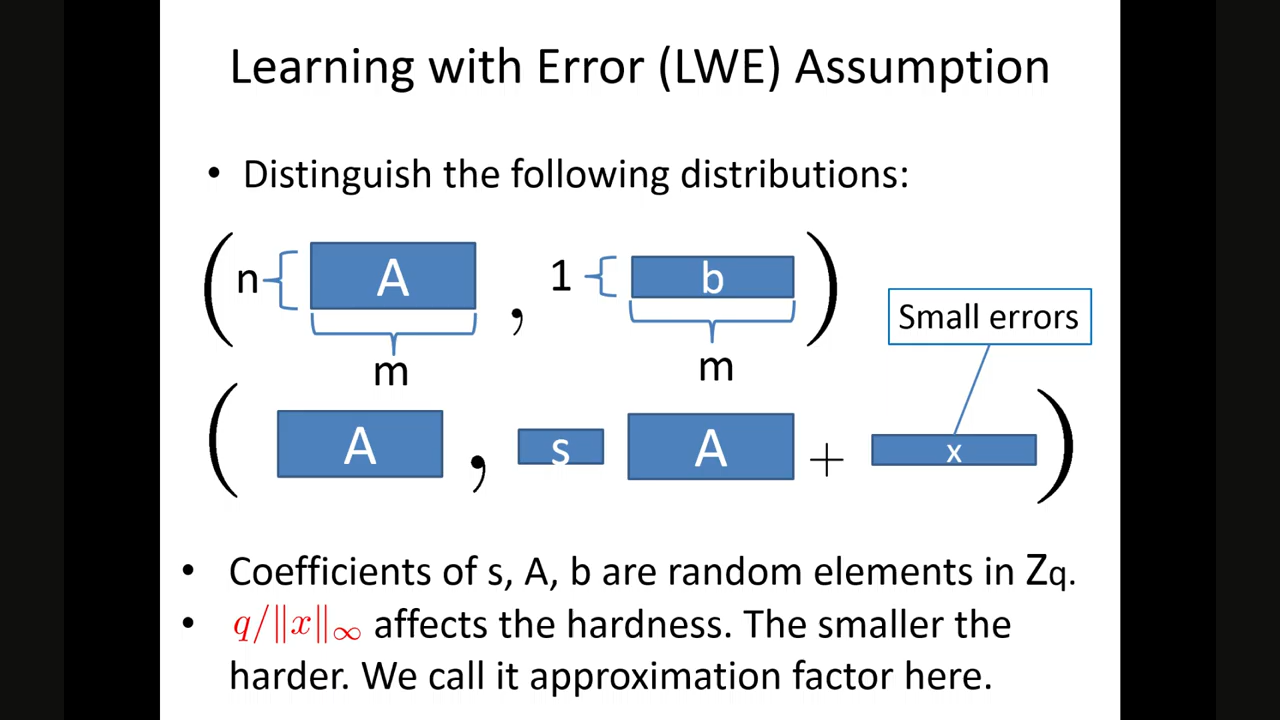 Learning with Error (LWE) Assumption
• Distinguish the following distributions:
( n A , 1 b )
m m
Small errors
( A , s A + x )
• Coefficients of s, A, b are random elements in Zq.
• q/‖x‖∞ affects the hardness. The smaller the
harder. We call it approximation factor here.